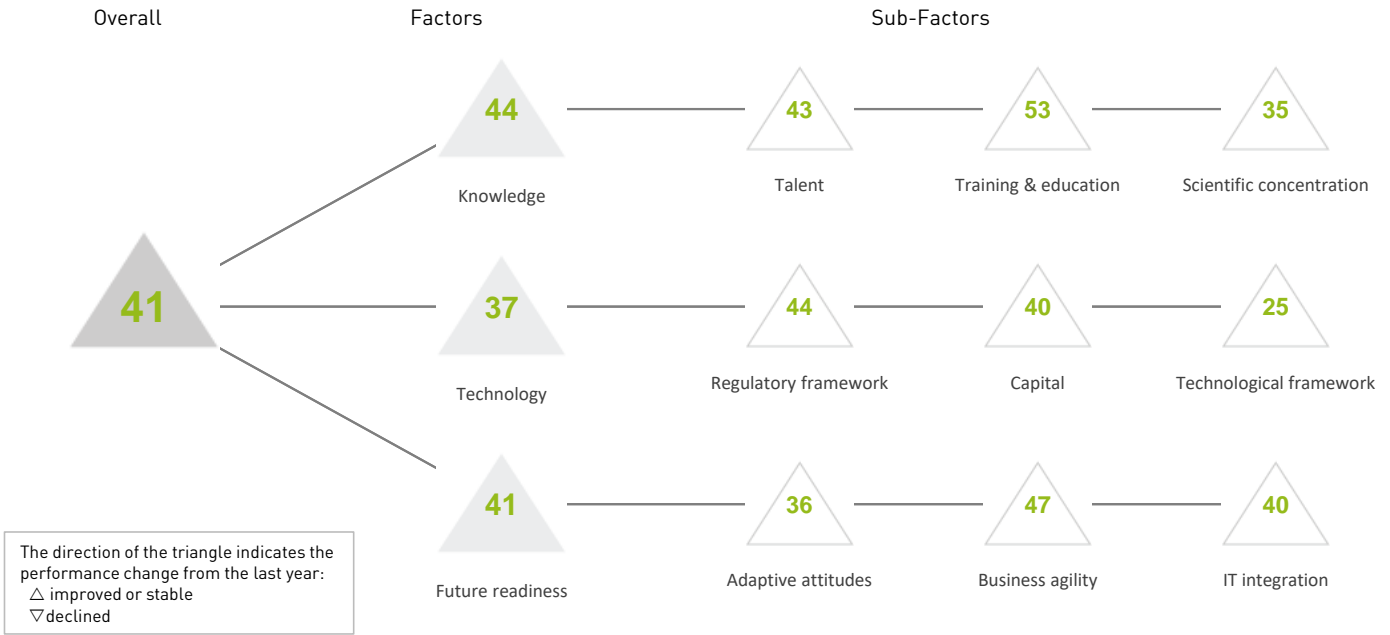 Overall
Factors
Sub-Factors
44
43
53
35
Knowledge
Talent
Training & education
Scientific concentration
41
37
44
40
25
Technology
Regulatory framework
Capital
Technological framework
41
36
47
40
Future readiness
Adaptive attitudes
Business agility
IT integration
The direction of the triangle indicates the
performance change from the last year:
△ improved or stable
▽declined